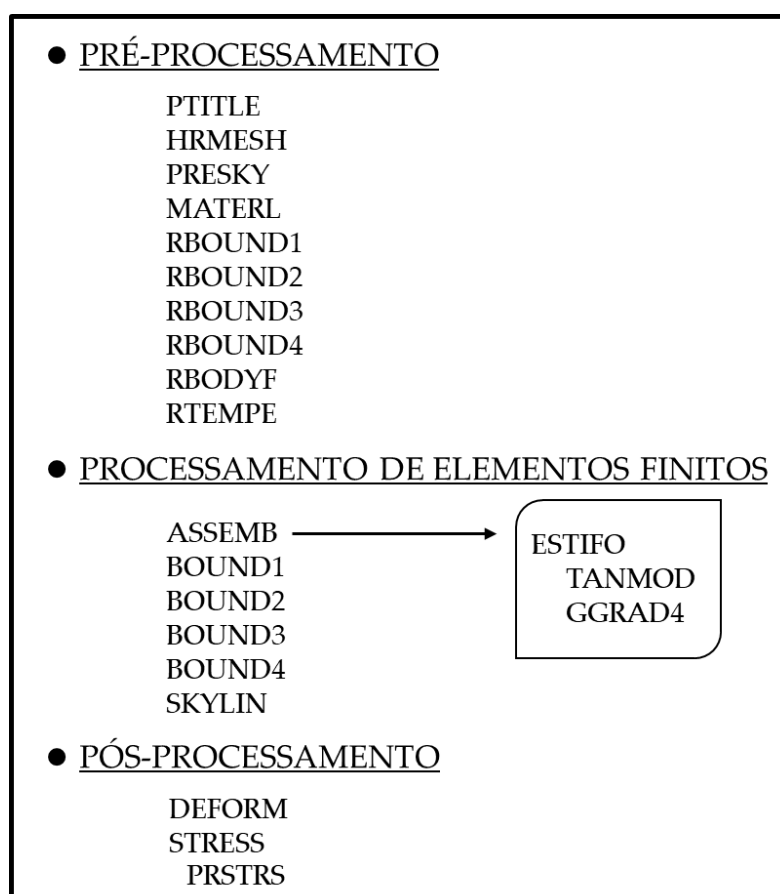 ● PRÉ-PROCESSAMENTO
PTITLE
HRMESH
PRESKY
MATERL
RBOUND1
RBOUND2
RBOUND3
RBOUND4
RBODYF
RTEMPE
● PROCESSAMENTO DE ELEMENTOS FINITOS
ASSEMB
ESTIFO
TANMOD
GGRAD4
BOUND1
BOUND2
BOUND3
BOUND4
SKYLIN
● PÓS-PROCESSAMENTO
DEFORM
STRESS
PRSTRS